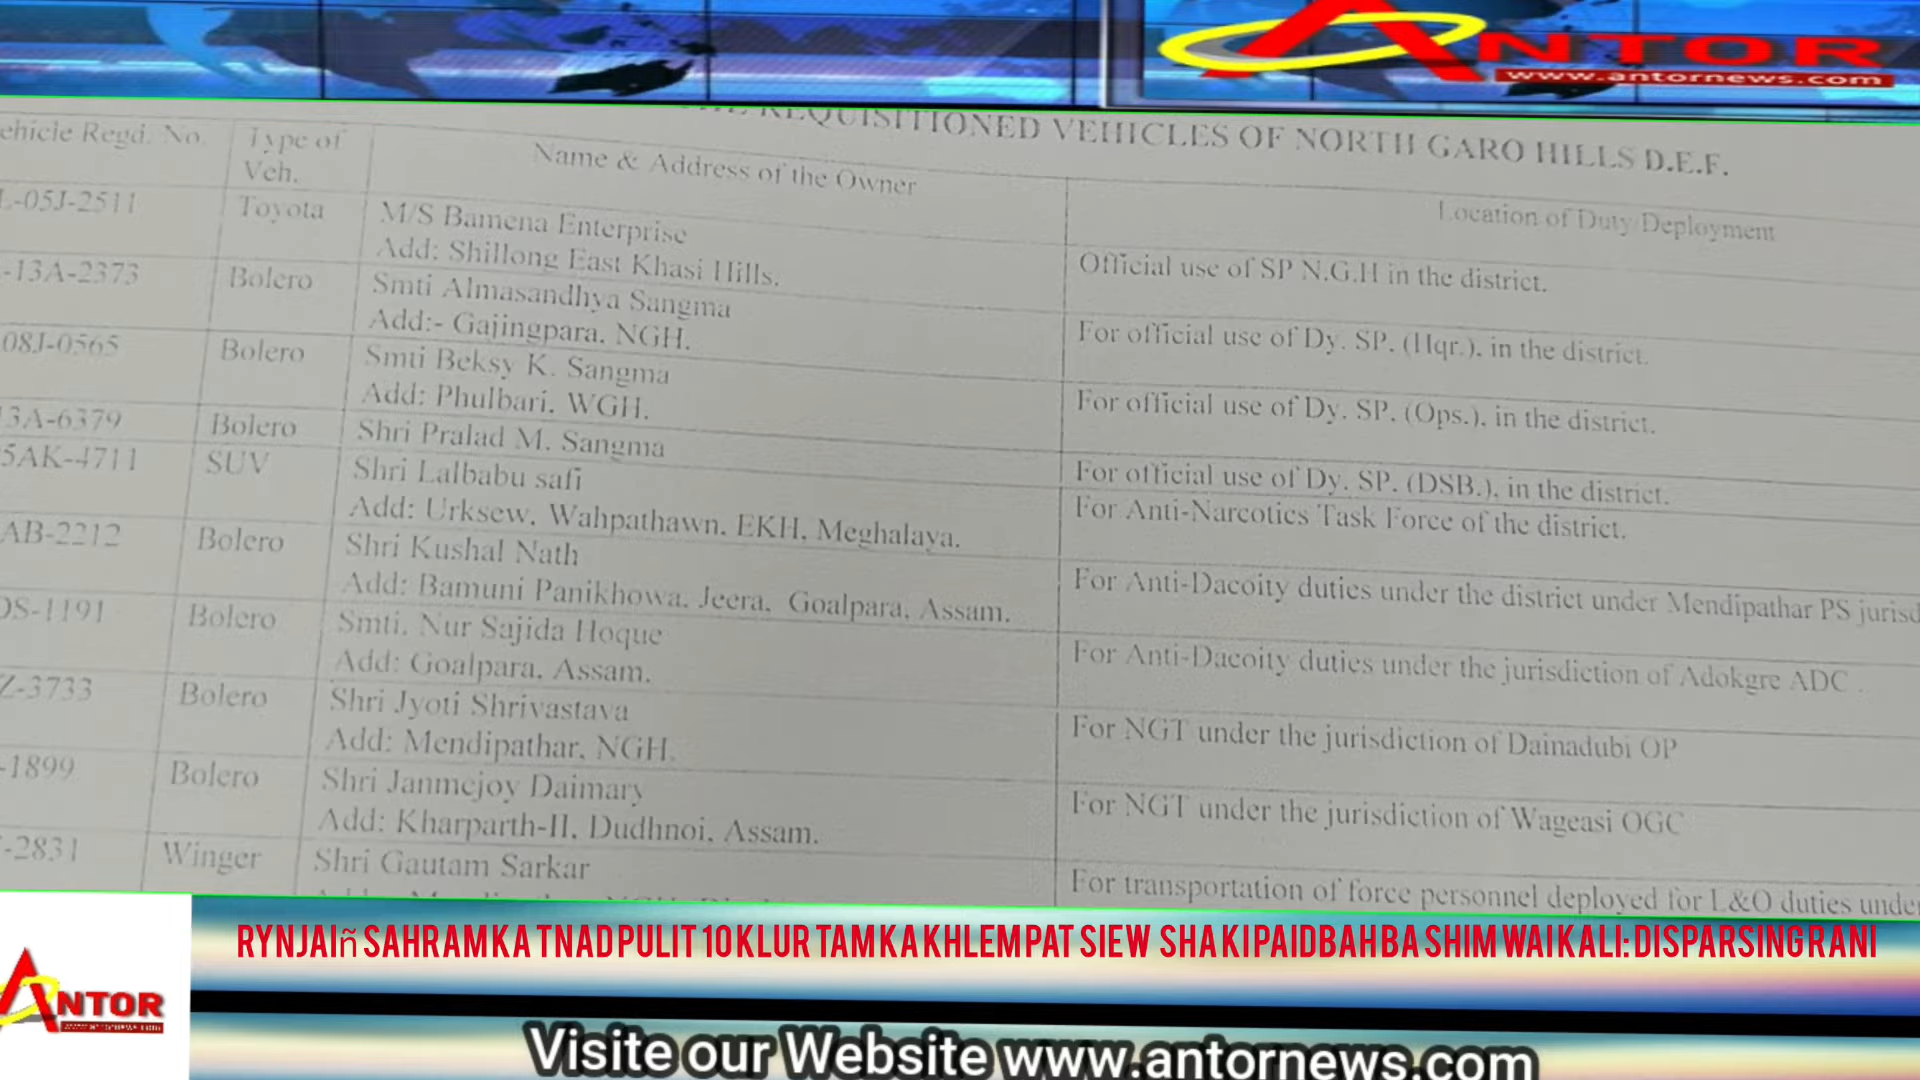 ANTOR
www.antornews.com
REQUISITIONED VEHICLES OF NORTH GARO HILLS D.E.F.
ehicle Regd. No.
Type of Veh.
Name & Address of the Owner
Location of Duty/Deployment
L-05J-2511
Toyota
M/S Bamena Enterprise
Add: Shillong East Khasi Hills.
Official use of SP N.G.H in the district.
-13A-2373
Bolero
Smti Almasandhya Sangma
Add:- Gajingpara, NGH.
For official use of Dy. SP. (Hqr.), in the district.
08J-0565
Bolero
Smti Beksy K. Sangma
Add: Phulbari, WGH.
For official use of Dy. SP. (Ops.), in the district.
3A-6379
Bolero
Shri Pralad M. Sangma
For official use of Dy. SP. (DSB.), in the district.
5AK-4711
SUV
Shri Lalbabu safi
Add: Urksew, Wahpathawn, EKH, Meghalaya.
For Anti-Narcotics Task Force of the district.
AB-2212
Bolero
Shri Kushal Nath
Add: Bamuni Panikhowa, Jeera, Goalpara, Assam.
For Anti-Dacoity duties under the district under Mendipathar PS jurisd
OS-1191
Bolero
Smti. Nur Sajida Hoque
Add: Goalpara, Assam.
For Anti-Dacoity duties under the jurisdiction of Adokgre ADC .
Z-3733
Bolero
Shri Jyoti Shrivastava
Add: Mendipathar, NGH.
For NGT under the jurisdiction of Dainadubi OP
-1899
Bolero
Shri Janmejoy Daimary
Add: Kharparth-II, Dudhnoi, Assam.
For NGT under the jurisdiction of Wageasi OGC
-2831
Winger
Shri Gautam Sarkar
For transportation of force personnel deployed for L&O duties under
RYNJAIñ SAHRAMKA TNAD PULIT 10 KLUR TAM KA KHLEM PAT SIEW SHA KI PAIDBAH BA SHIM WAI KALI: DISPARSING RANI
ANTOR
Visite our Website www.antornews.com